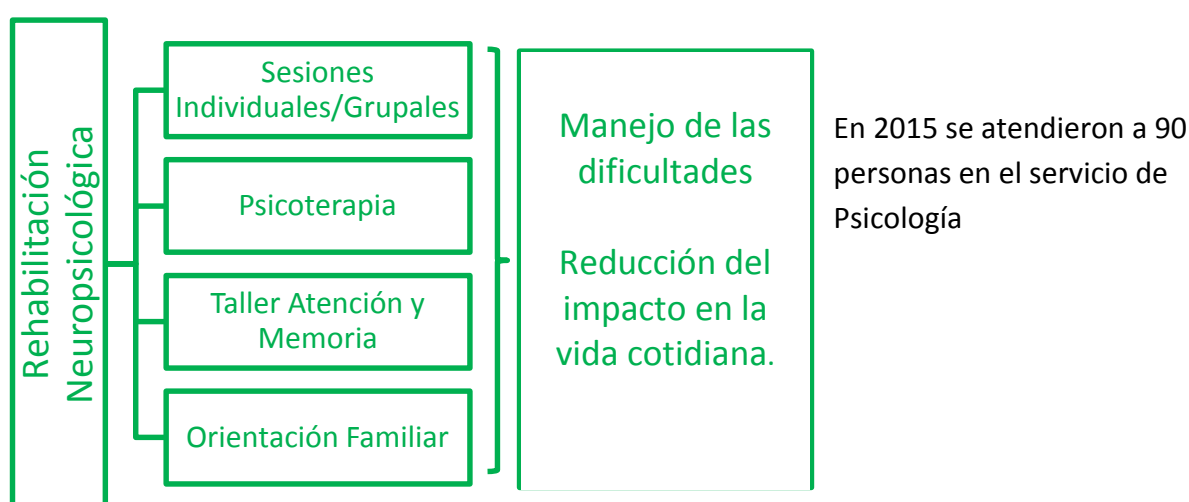 Rehabilitación
Neuropsicológica
Sesiones
Individuales/Grupales
Psicoterapia
Taller Atención y
Memoria
Orientación Familiar
Manejo de las
dificultades
Reducción del
impacto en la
vida cotidiana.
En 2015 se atendieron a 90
personas en el servicio de
Psicología